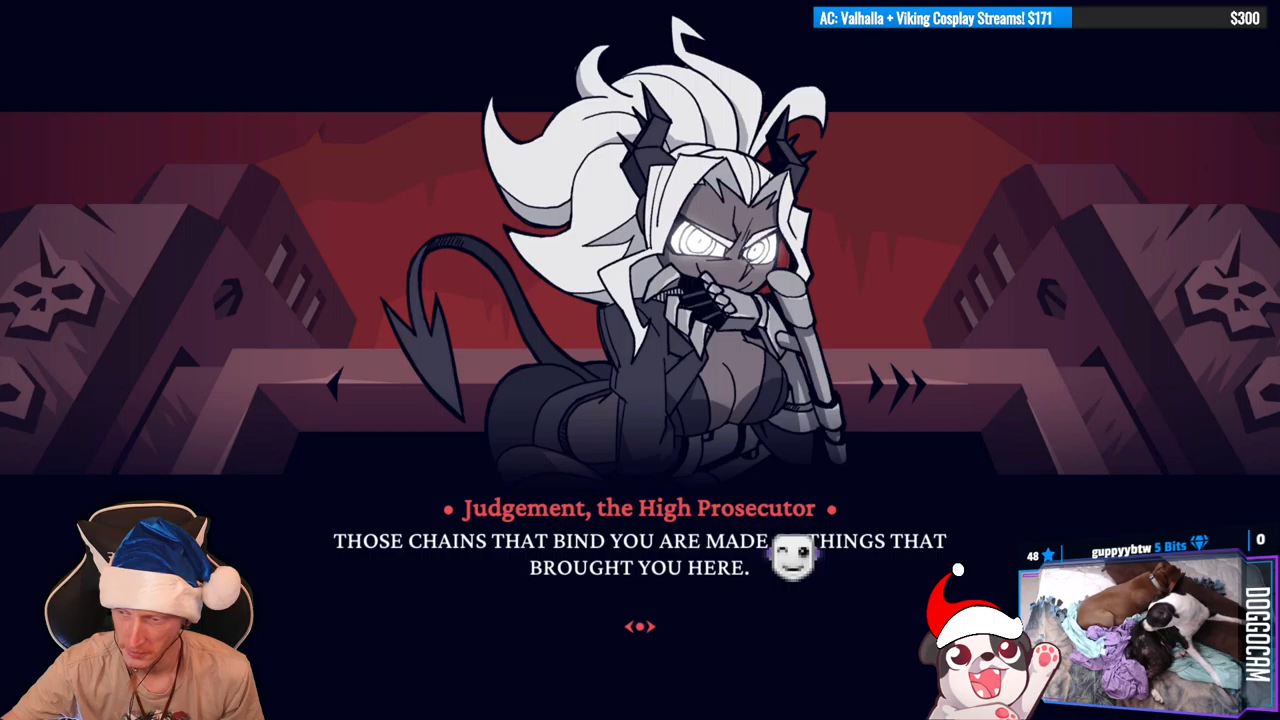 AC: Valhalla + Viking Cosplay Streams! $171
$300
• Judgement, the High Prosecutor •
THOSE CHAINS THAT BIND YOU ARE MADE THINGS THAT
BROUGHT YOU HERE.
48
guppyybtw 5 Bits
0
DOGGOCAM